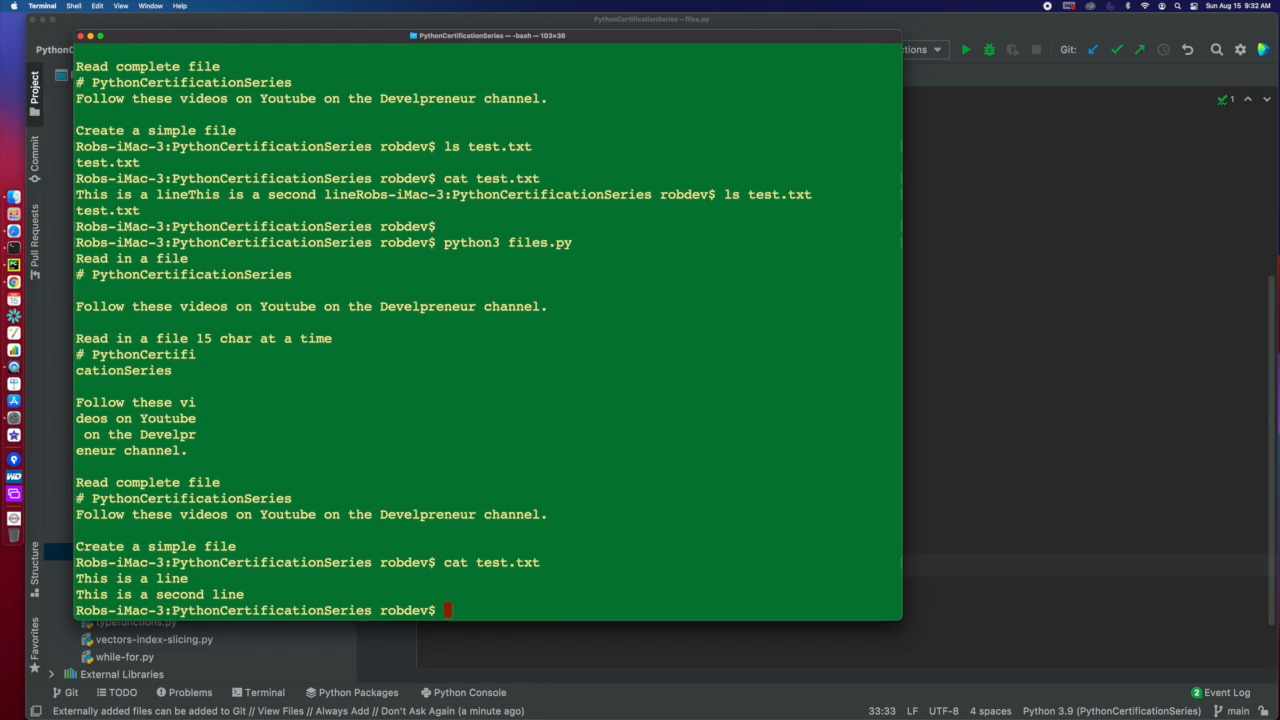 Terminal Shell Edit View Window Help
Sun Aug 15 9:32 AM
PythonCertificationSeries – files.py
PythonCertificationSeries — -bash — 103×36
PythonC
ctions
Git:
Project
Commit
Pull Requests
Structure
Favorites
1
Read complete file
# PythonCertificationSeries
Follow these videos on Youtube on the Develpreneur channel.
Create a simple file
Robs-iMac-3:PythonCertificationSeries robdev$ ls test.txt
test.txt
Robs-iMac-3:PythonCertificationSeries robdev$ cat test.txt
This is a lineThis is a second lineRobs-iMac-3:PythonCertificationSeries robdev$ ls test.txt
test.txt
Robs-iMac-3:PythonCertificationSeries robdev$
Robs-iMac-3:PythonCertificationSeries robdev$ python3 files.py
Read in a file
# PythonCertificationSeries
Follow these videos on Youtube on the Develpreneur channel.
Read in a file 15 char at a time
# PythonCertifi
cationSeries
Follow these vi
deos on Youtube
 on the Develpr
eneur channel.
Read complete file
# PythonCertificationSeries
Follow these videos on Youtube on the Develpreneur channel.
Create a simple file
Robs-iMac-3:PythonCertificationSeries robdev$ cat test.txt
This is a line
This is a second line
Robs-iMac-3:PythonCertificationSeries robdev$
typefunctions.py
vectors-index-slicing.py
while-for.py
External Libraries
Git TODO Problems Terminal Python Packages Python Console
2 Event Log
Externally added files can be added to Git // View Files // Always Add // Don't Ask Again (a minute ago)
33:33 LF UTF-8 4 spaces Python 3.9 (PythonCertificationSeries) main